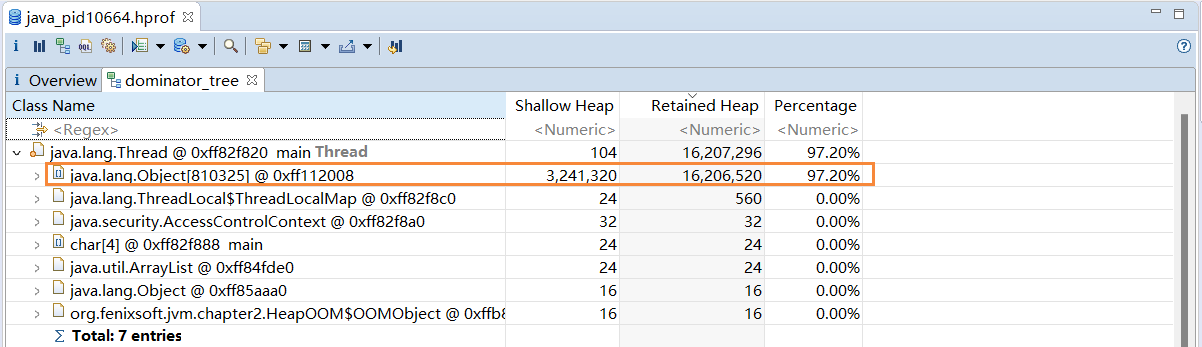 java_pid10664.hprof
i OQL
i Overview dominator_tree
Class Name Shallow Heap Retained Heap Percentage
<Regex> <Numeric> <Numeric> <Numeric>
java.lang.Thread @ 0xff82f820 main Thread 104 16,207,296 97.20%
java.lang.Object[810325] @ 0xff112008 3,241,320 16,206,520 97.20%
java.lang.ThreadLocal$ThreadLocalMap @ 0xff82f8c0 24 560 0.00%
java.security.AccessControlContext @ 0xff82f8a0 32 32 0.00%
char[4] @ 0xff82f888 main 24 24 0.00%
java.util.ArrayList @ 0xff84fde0 24 24 0.00%
java.lang.Object @ 0xff85aaa0 16 16 0.00%
org.fenixsoft.jvm.chapter2.HeapOOM$OOMObject @ 0xffb8 16 16 0.00%
Σ Total: 7 entries